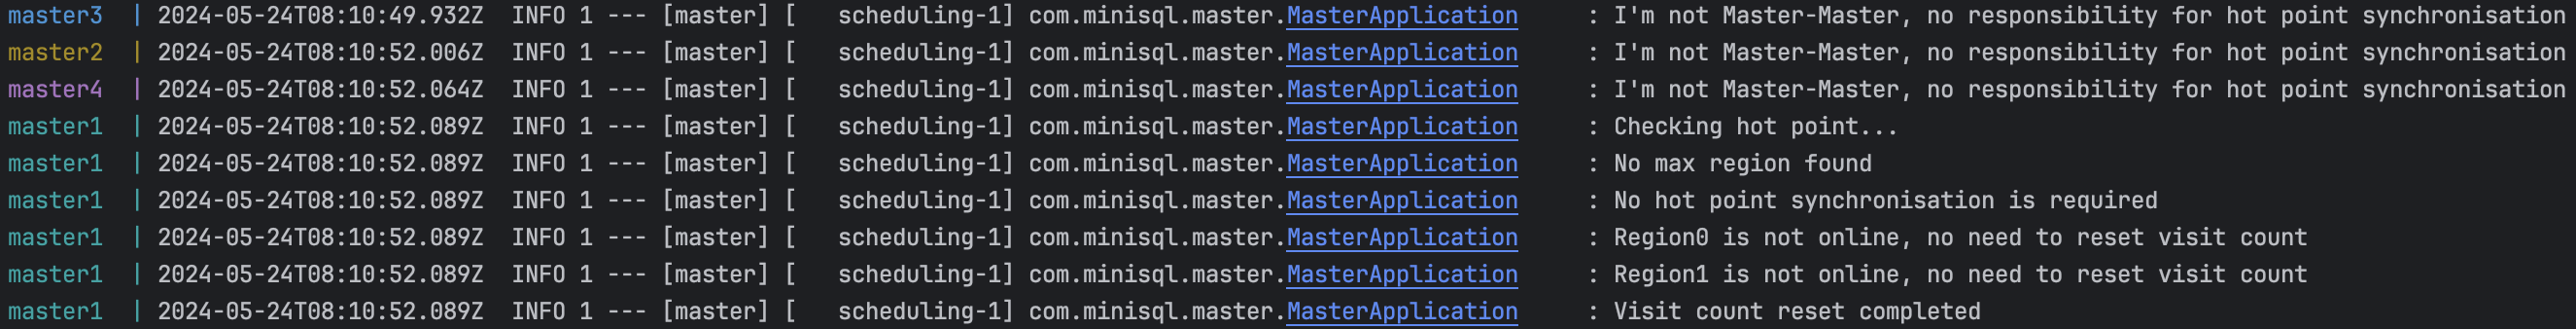 master3 | 2024-05-24T08:10:49.932Z INFO 1 --- [master] [ scheduling-1] com.minisql.master.MasterApplication : I'm not Master-Master, no responsibility for hot point synchronisation
master2 | 2024-05-24T08:10:52.006Z INFO 1 --- [master] [ scheduling-1] com.minisql.master.MasterApplication : I'm not Master-Master, no responsibility for hot point synchronisation
master4 | 2024-05-24T08:10:52.064Z INFO 1 --- [master] [ scheduling-1] com.minisql.master.MasterApplication : I'm not Master-Master, no responsibility for hot point synchronisation
master1 | 2024-05-24T08:10:52.089Z INFO 1 --- [master] [ scheduling-1] com.minisql.master.MasterApplication : Checking hot point...
master1 | 2024-05-24T08:10:52.089Z INFO 1 --- [master] [ scheduling-1] com.minisql.master.MasterApplication : No max region found
master1 | 2024-05-24T08:10:52.089Z INFO 1 --- [master] [ scheduling-1] com.minisql.master.MasterApplication : No hot point synchronisation is required
master1 | 2024-05-24T08:10:52.089Z INFO 1 --- [master] [ scheduling-1] com.minisql.master.MasterApplication : Region0 is not online, no need to reset visit count
master1 | 2024-05-24T08:10:52.089Z INFO 1 --- [master] [ scheduling-1] com.minisql.master.MasterApplication : Region1 is not online, no need to reset visit count
master1 | 2024-05-24T08:10:52.089Z INFO 1 --- [master] [ scheduling-1] com.minisql.master.MasterApplication : Visit count reset completed